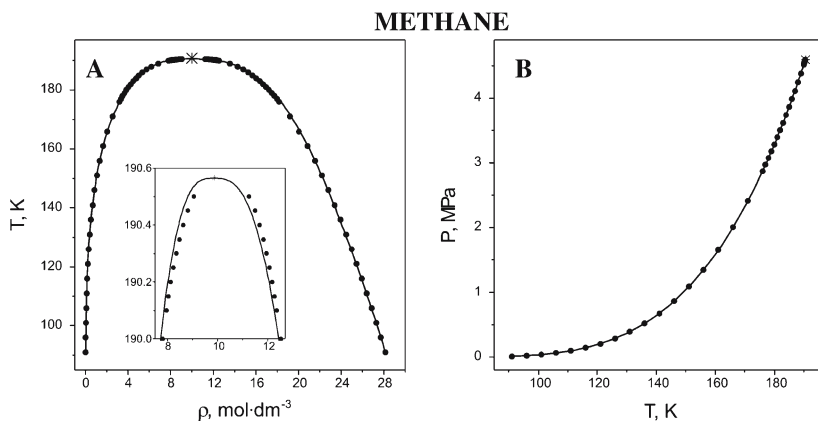 METHANE
A
T, K
180
160
140
120
100
0 4 8 12 16 20 24 28
ρ, mol·dm⁻³
190.6
190.4
190.2
190.0
8 10 12
B
P, MPa
4
3
2
1
0
100 120 140 160 180
T, K